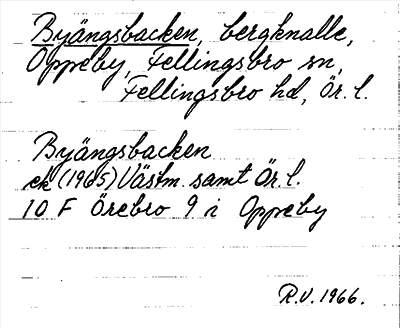 Byängsbacken, bergknalle,
Oppeby, Fellingsbro sn,
Fellingsbro hd, Ör. l.
Byängsbacken
ek (1965) Västm. samt Ör. l.
10 F Örebro 9 i Oppeby
R.V. 1966.